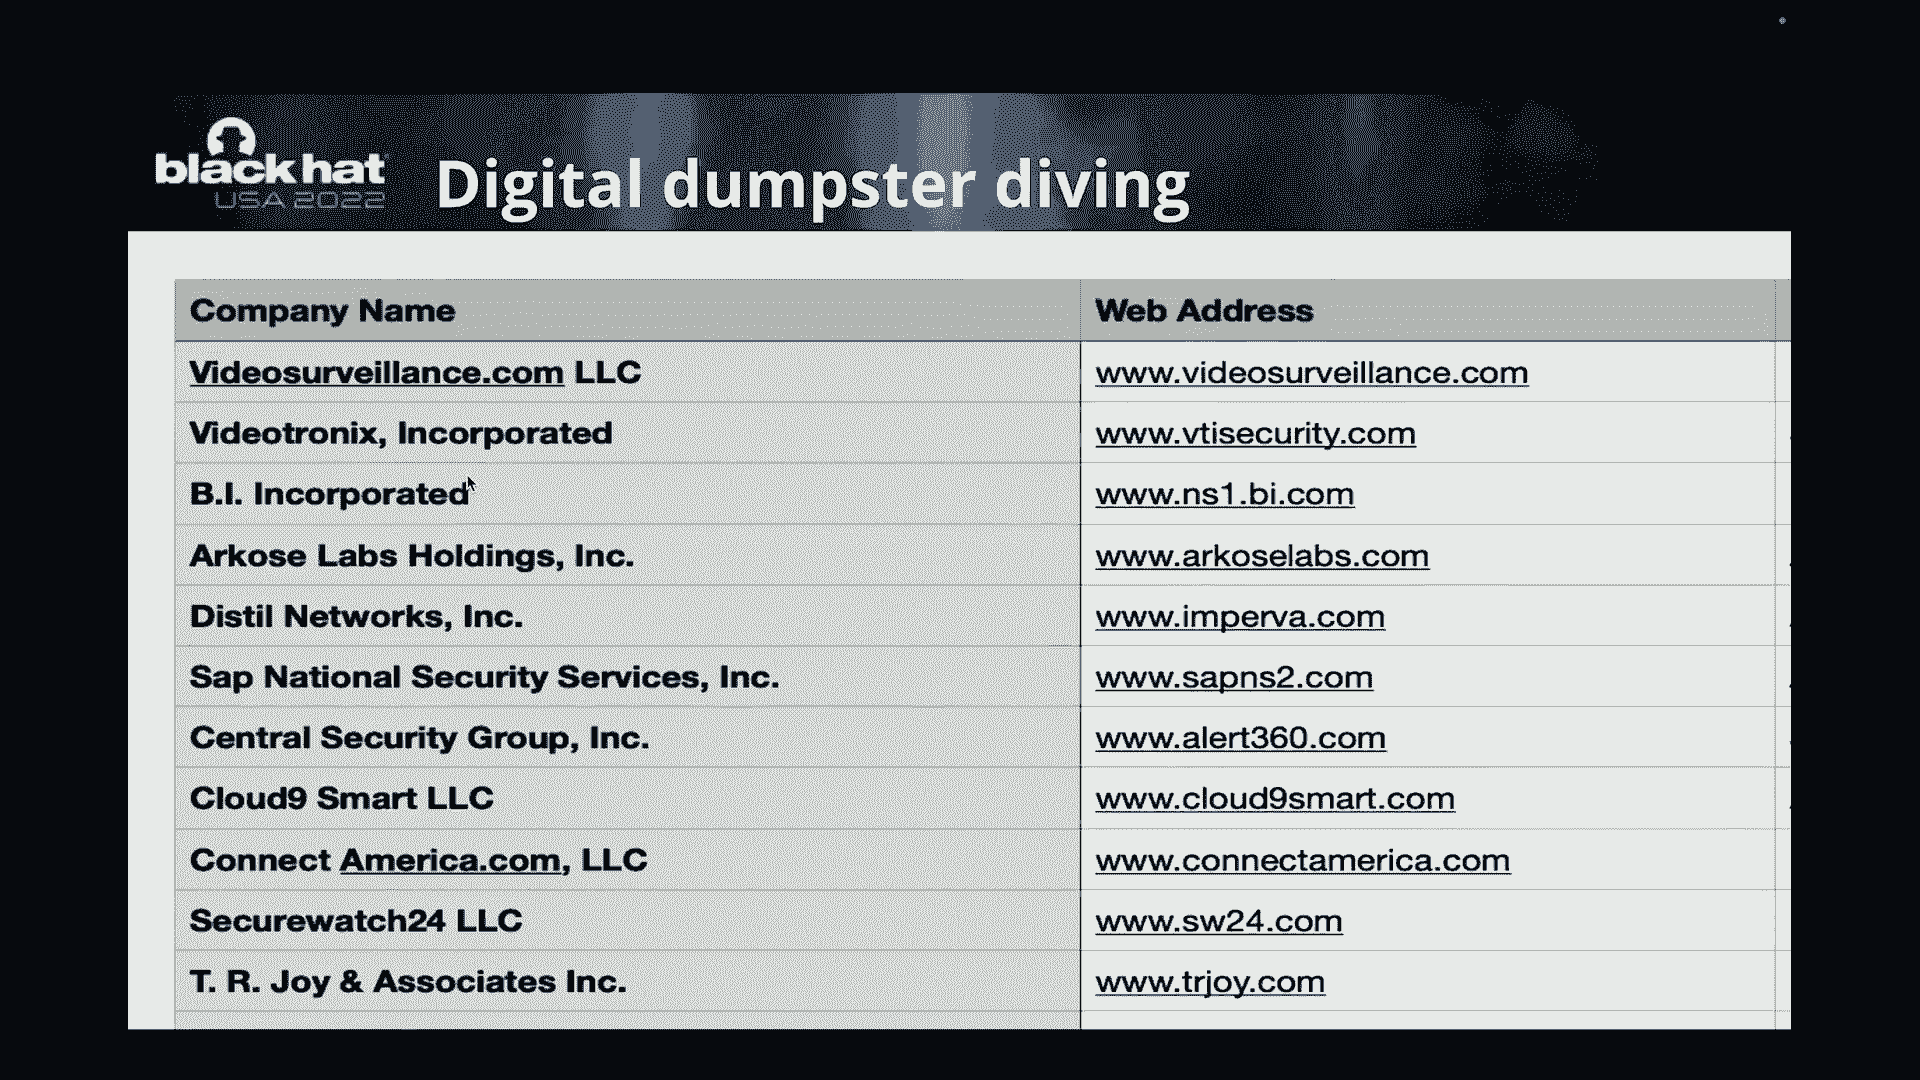 black hat
USA 2022
Digital dumpster diving
Company Name Web Address
Videosurveillance.com LLC www.videosurveillance.com
Videotronix, Incorporated www.vtisecurity.com
B.I. Incorporated www.ns1.bi.com
Arkose Labs Holdings, Inc. www.arkoselabs.com
Distil Networks, Inc. www.imperva.com
Sap National Security Services, Inc. www.sapns2.com
Central Security Group, Inc. www.alert360.com
Cloud9 Smart LLC www.cloud9smart.com
Connect America.com, LLC www.connectamerica.com
Securewatch24 LLC www.sw24.com
T. R. Joy & Associates Inc. www.trjoy.com